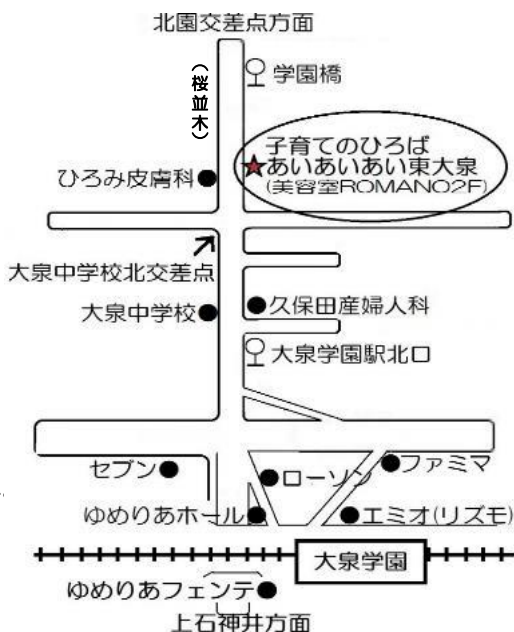 北園交差点方面
学園橋
(桜並木)
子育てのひろば
あいあいあい東大泉
(美容室ROMANO2F)
ひろみ皮膚科
大泉中学校北交差点
大泉中学校
久保田産婦人科
大泉学園駅北口
セブン
ローソン
ファミマ
ゆめりあホール
エミオ(リズモ)
大泉学園
ゆめりあフェンテ
上石神井方面